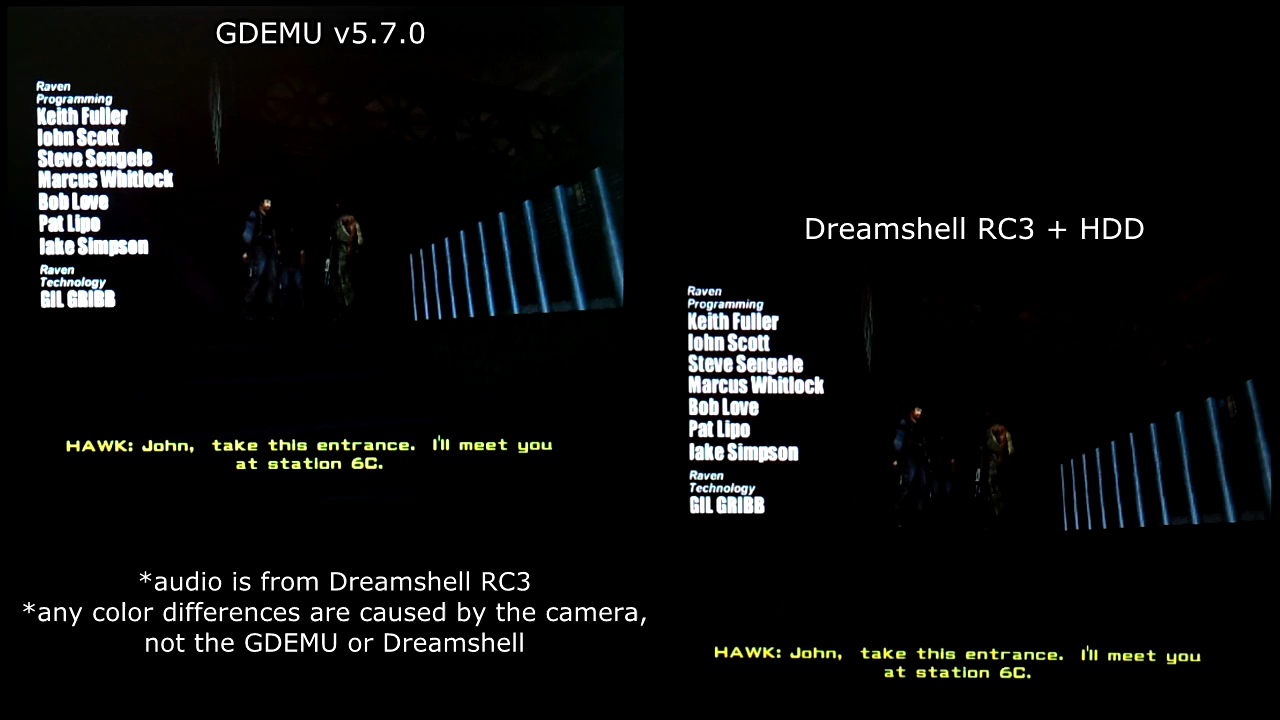 GDEMU v5.7.0
Raven
Programming
Keith Fuller
John Scott
Steve Sengele
Marcus Whitlock
Bob Love
Pat Lipo
Jake Simpson
Raven
Technology
GIL GRIBB
HAWK: John, take this entrance. I'll meet you
at station 6C.
*audio is from Dreamshell RC3
*any color differences are caused by the camera,
not the GDEMU or Dreamshell
Dreamshell RC3 + HDD
Raven
Programming
Keith Fuller
John Scott
Steve Sengele
Marcus Whitlock
Bob Love
Pat Lipo
Jake Simpson
Raven
Technology
GIL GRIBB
HAWK: John, take this entrance. I'll meet you
at station 6C.